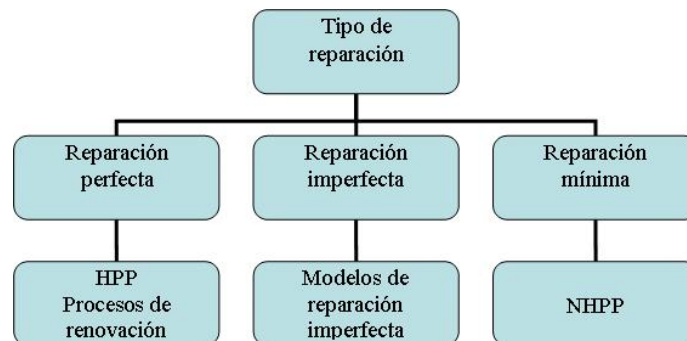 Tipo de
reparación
Reparación
perfecta
Reparación
imperfecta
Reparación
mínima
HPP
Procesos de
renovación
Modelos de
reparación
imperfecta
NHPP